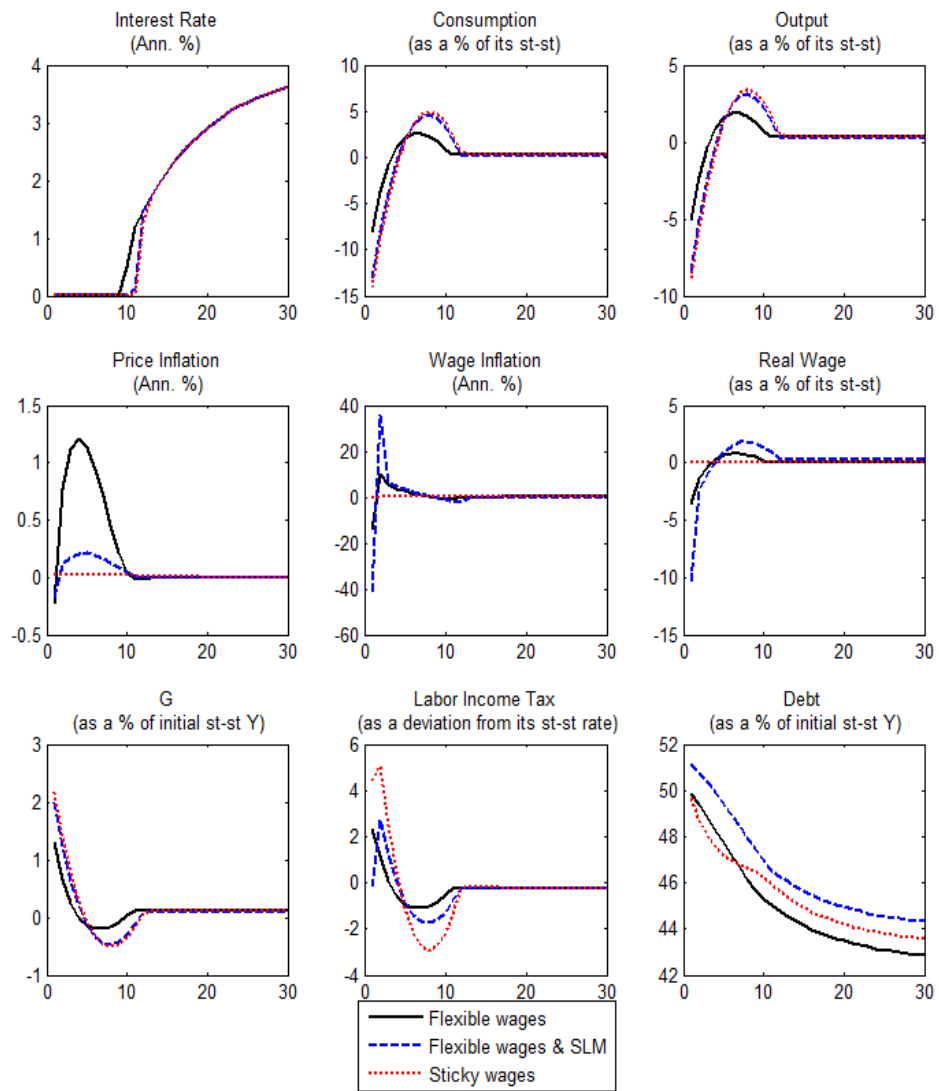 Interest Rate
(Ann. %)
Consumption
(as a % of its st-st)
Output
(as a % of its st-st)
4
3
2
1
0
0 10 20 30
10
5
0
-5
-10
-15
0 10 20 30
5
0
-5
-10
0 10 20 30
Price Inflation
(Ann. %)
Wage Inflation
(Ann. %)
Real Wage
(as a % of its st-st)
1.5
1
0.5
0
-0.5
0 10 20 30
40
20
0
-20
-40
-60
0 10 20 30
5
0
-5
-10
-15
0 10 20 30
G
(as a % of initial st-st Y)
Labor Income Tax
(as a deviation from its st-st rate)
Debt
(as a % of initial st-st Y)
3
2
1
0
-1
0 10 20 30
6
4
2
0
-2
-4
0 10 20 30
52
50
48
46
44
42
0 10 20 30
Flexible wages
Flexible wages & SLM
Sticky wages